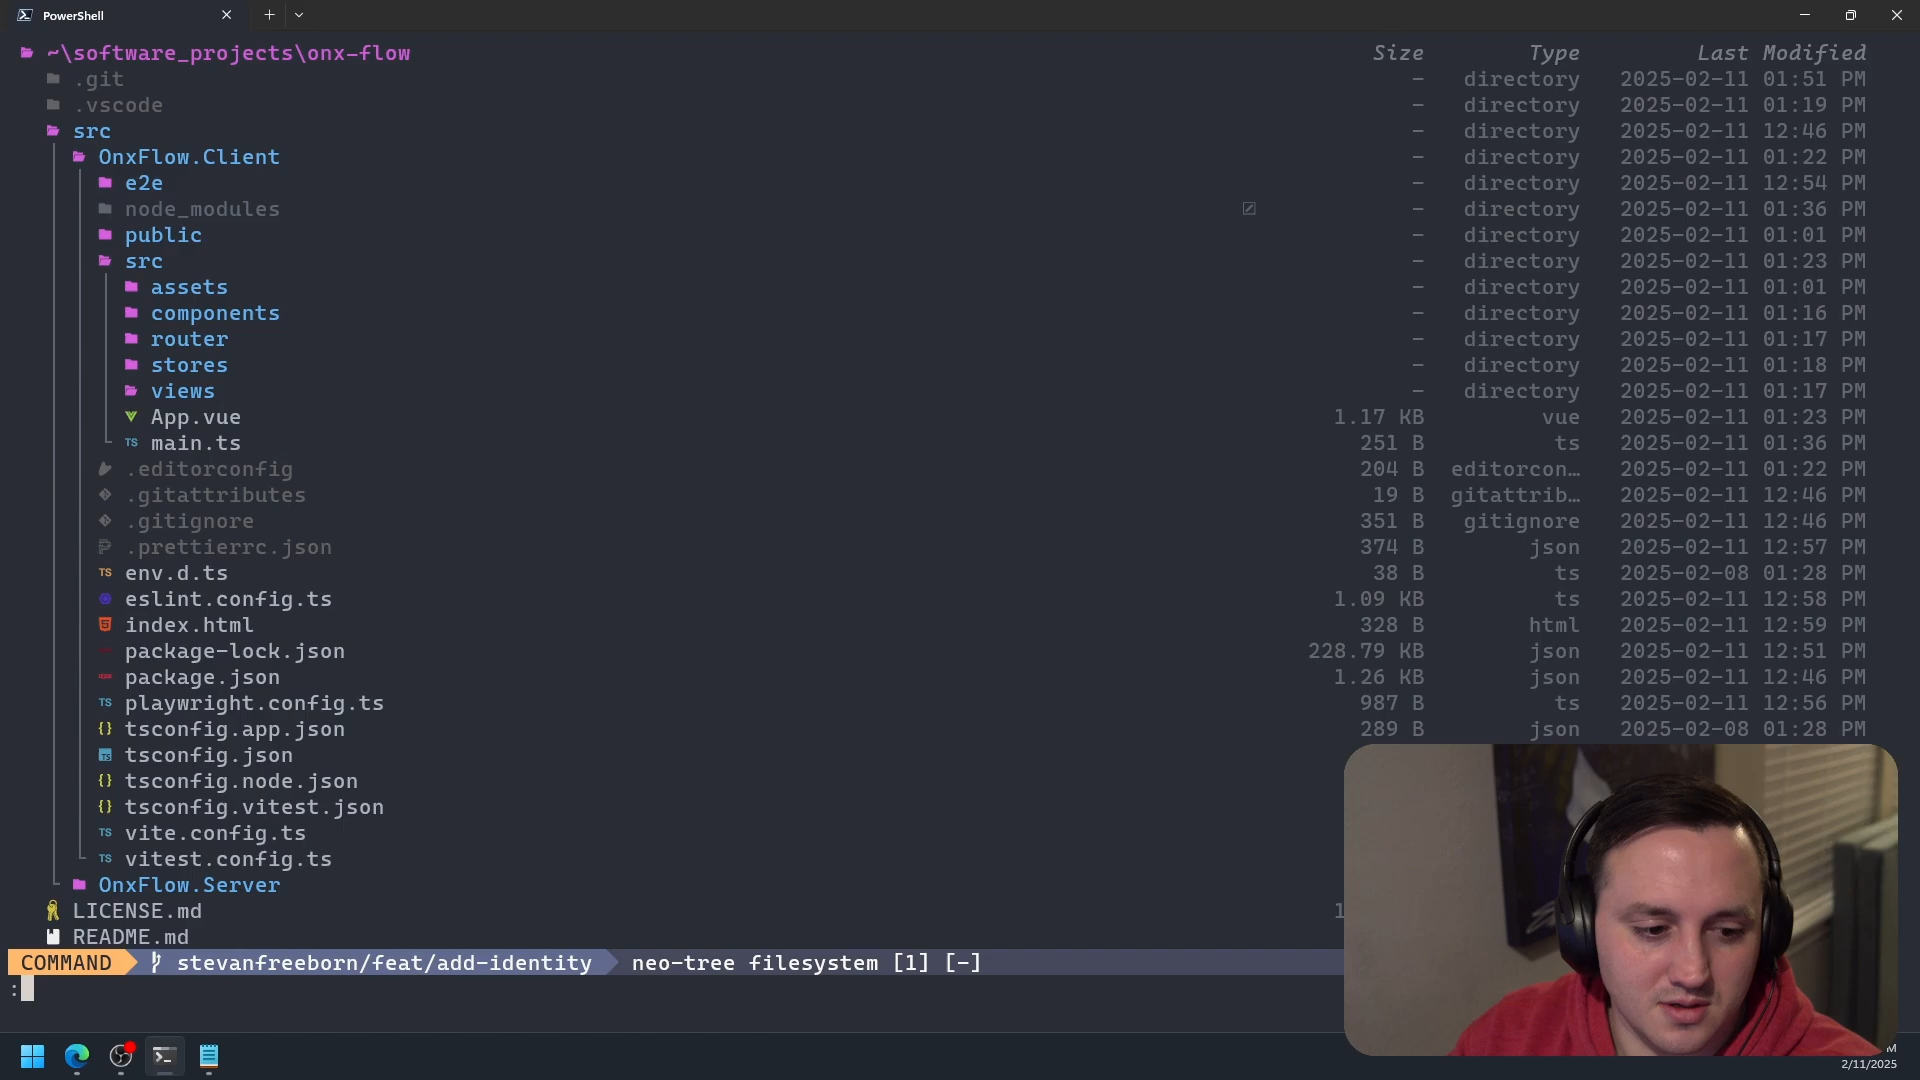 PowerShell
~\software_projects\onx-flow Size Type Last Modified
.git - directory 2025-02-11 01:51 PM
.vscode - directory 2025-02-11 01:19 PM
src - directory 2025-02-11 12:46 PM
OnxFlow.Client - directory 2025-02-11 01:22 PM
e2e - directory 2025-02-11 12:54 PM
node_modules - directory 2025-02-11 01:36 PM
public - directory 2025-02-11 01:01 PM
src - directory 2025-02-11 01:23 PM
assets - directory 2025-02-11 01:01 PM
components - directory 2025-02-11 01:16 PM
router - directory 2025-02-11 01:17 PM
stores - directory 2025-02-11 01:18 PM
views - directory 2025-02-11 01:17 PM
App.vue 1.17 KB vue 2025-02-11 01:23 PM
TS main.ts 251 B ts 2025-02-11 01:36 PM
.editorconfig 204 B editorcon… 2025-02-11 01:22 PM
.gitattributes 19 B gitattrib… 2025-02-11 12:46 PM
.gitignore 351 B gitignore 2025-02-11 12:46 PM
.prettierrc.json 374 B json 2025-02-11 12:57 PM
TS env.d.ts 38 B ts 2025-02-08 01:28 PM
eslint.config.ts 1.09 KB ts 2025-02-11 12:58 PM
index.html 328 B html 2025-02-11 12:59 PM
package-lock.json 228.79 KB json 2025-02-11 12:51 PM
package.json 1.26 KB json 2025-02-11 12:46 PM
TS playwright.config.ts 987 B ts 2025-02-11 12:56 PM
{} tsconfig.app.json 289 B json 2025-02-08 01:28 PM
TS tsconfig.json
{} tsconfig.node.json
{} tsconfig.vitest.json
TS vite.config.ts
TS vitest.config.ts
OnxFlow.Server
LICENSE.md 1
README.md
COMMAND stevanfreeborn/feat/add-identity neo-tree filesystem [1] [-]
:
M
2/11/2025